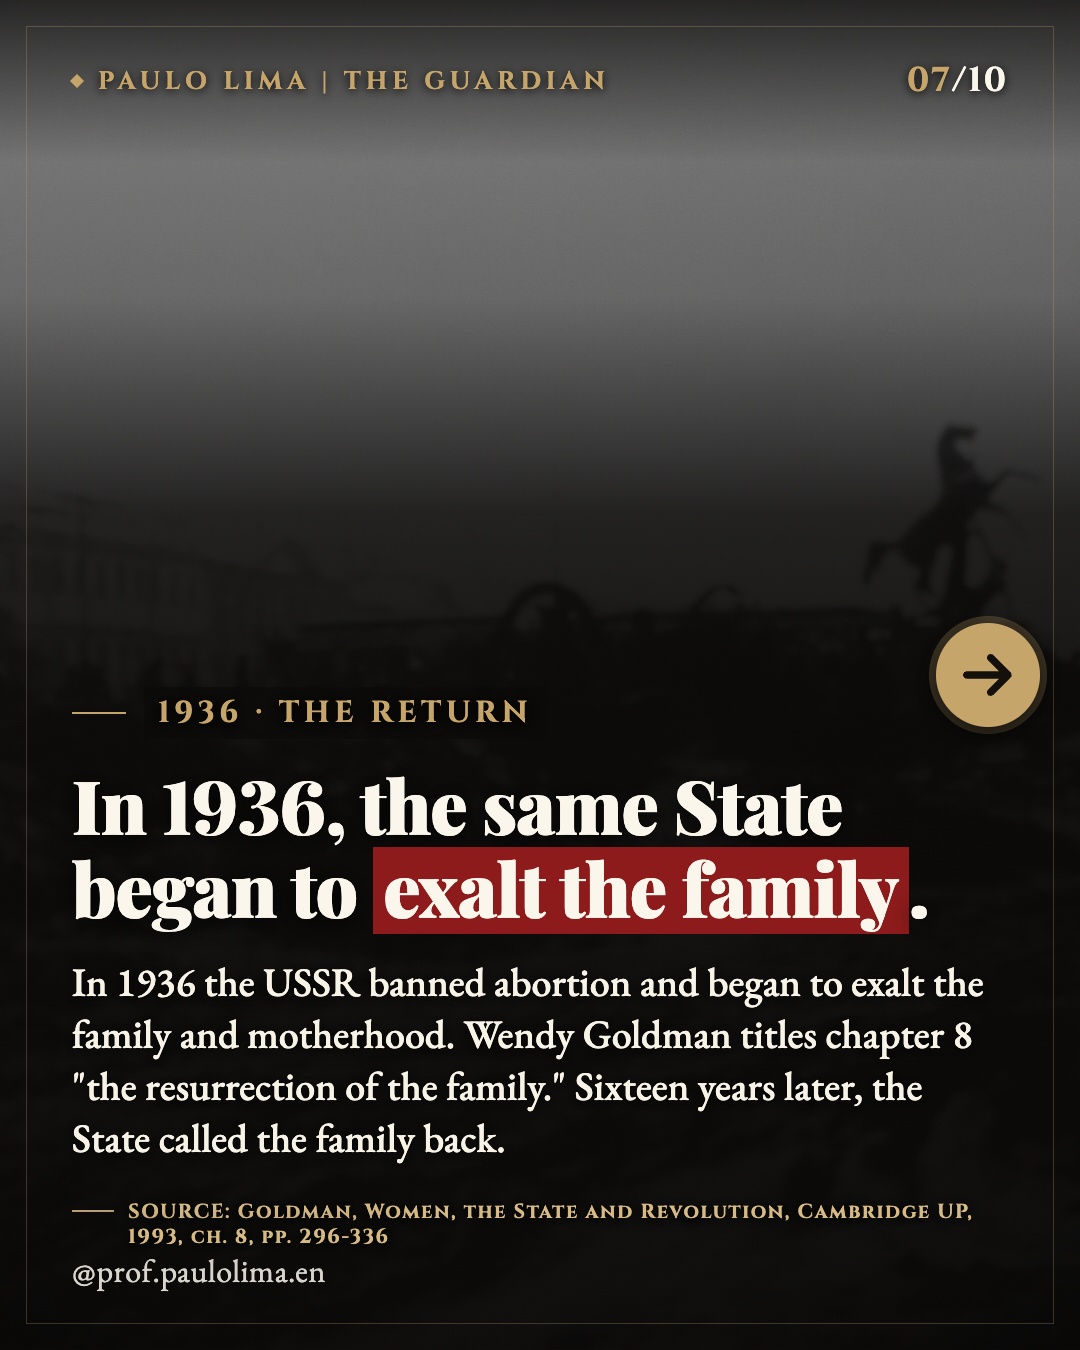 ◆ PAULO LIMA | THE GUARDIAN
07/10
1936 · THE RETURN
In 1936, the same State
began to exalt the family.
In 1936 the USSR banned abortion and began to exalt the
family and motherhood. Wendy Goldman titles chapter 8
"the resurrection of the family." Sixteen years later, the
State called the family back.
SOURCE: Goldman, Women, the State and Revolution, Cambridge UP,
1993, ch. 8, pp. 296-336
@prof.paulolima.en